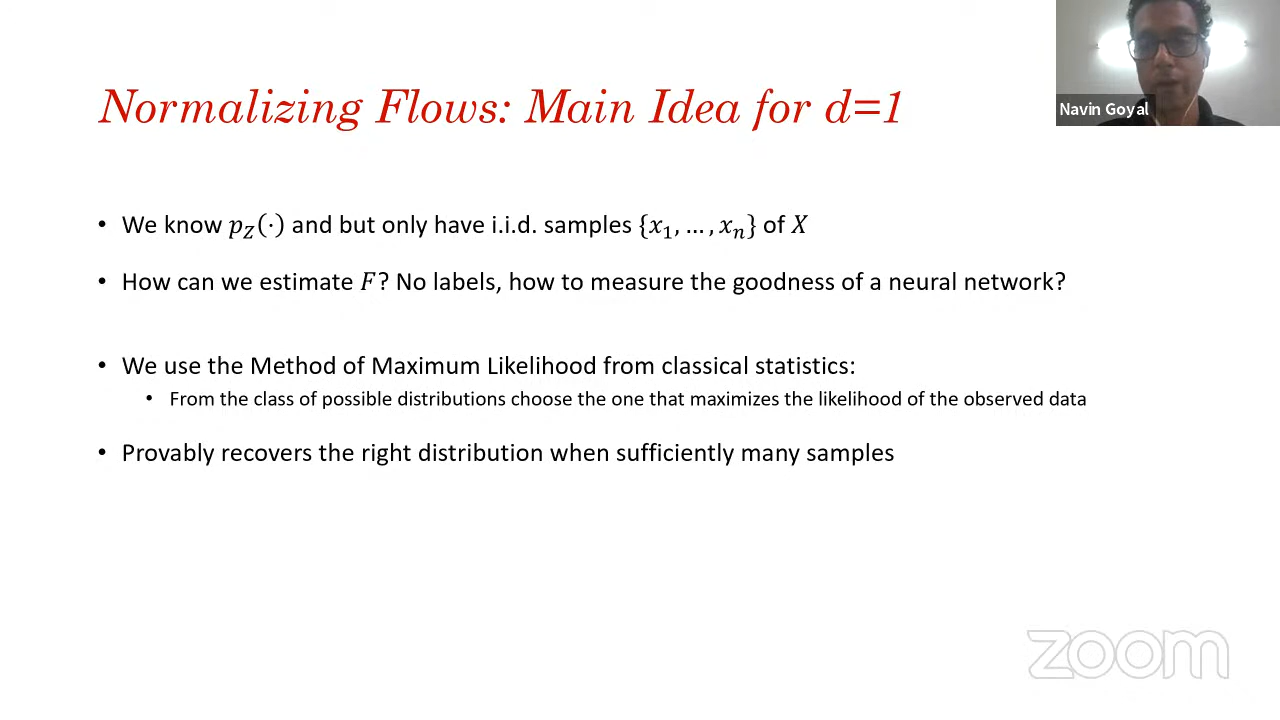 Normalizing Flows: Main Idea for d=1
Navin Goyal
• We know p_Z(·) and but only have i.i.d. samples {x_1, … , x_n} of X
• How can we estimate F? No labels, how to measure the goodness of a neural network?
• We use the Method of Maximum Likelihood from classical statistics:
• From the class of possible distributions choose the one that maximizes the likelihood of the observed data
• Provably recovers the right distribution when sufficiently many samples
zoom